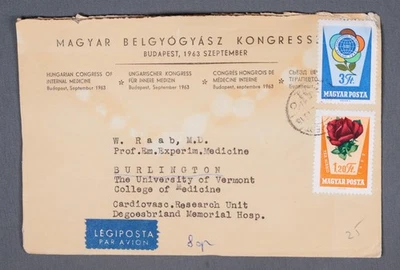 MAGYAR BELGYÓGYÁSZ KONGRESSZ
BUDAPEST, 1963 SZEPTEMBER
HUNGARIAN CONGRESS OF
INTERNAL MEDICINE
Budapest, September 1963
UNGARISCHER KONGRESS
FÜR INNERE MEDIZIN
Budapest, September 1963
CONGRÈS HONGROIS DE
MÉDECINE INTERNE
Budapest, septembre 1963
3 Ft
MAGYAR POSTA
W. Raab, M.D.
Prof.Em.Experim.Medicine
BURLINGTON
The University of Vermont
College of Medicine
Cardiovasc.Research Unit
Degoesbriand Memorial Hosp.
MAGYAR POSTA
LÉGIPOSTA
PAR AVION
25